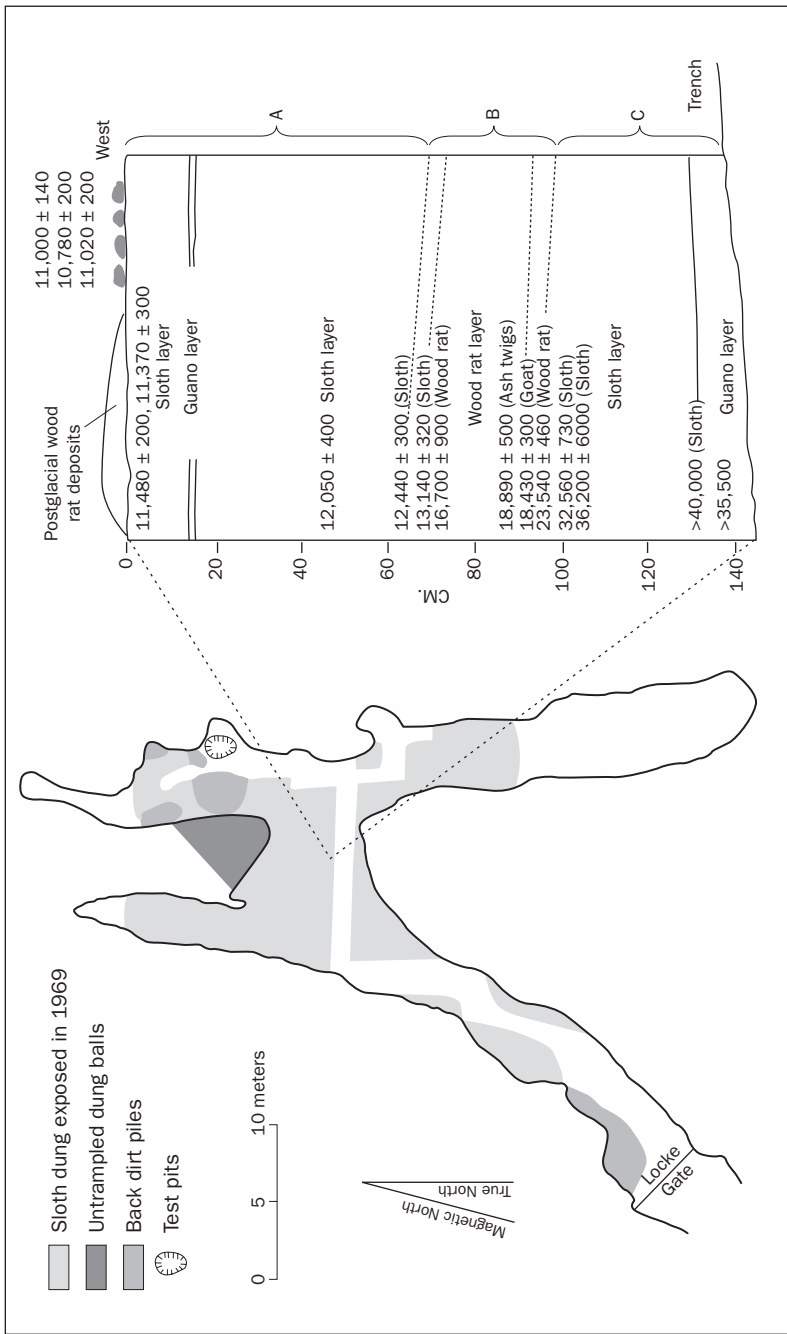 Sloth dung exposed in 1969
Untrampled dung balls
Back dirt piles
Test pits
0
5
10 meters
Magnetic North
True North
Locke
Gate
Postglacial wood
rat deposits
11,000 ± 140
10,780 ± 200
11,020 ± 200
West
0
20
40
60
80
100
120
140
CM.
11,480 ± 200, 11,370 ± 300
Sloth layer
Guano layer
12,050 ± 400 Sloth layer
12,440 ± 300 (Sloth)
13,140 ± 320 (Sloth)
16,700 ± 900 (Wood rat)
Wood rat layer
18,890 ± 500 (Ash twigs)
18,430 ± 300 (Goat)
23,540 ± 460 (Wood rat)
32,560 ± 730 (Sloth)
36,200 ± 6000 (Sloth)
Sloth layer
>40,000 (Sloth)
Guano layer
>35,500
A
B
C
Trench